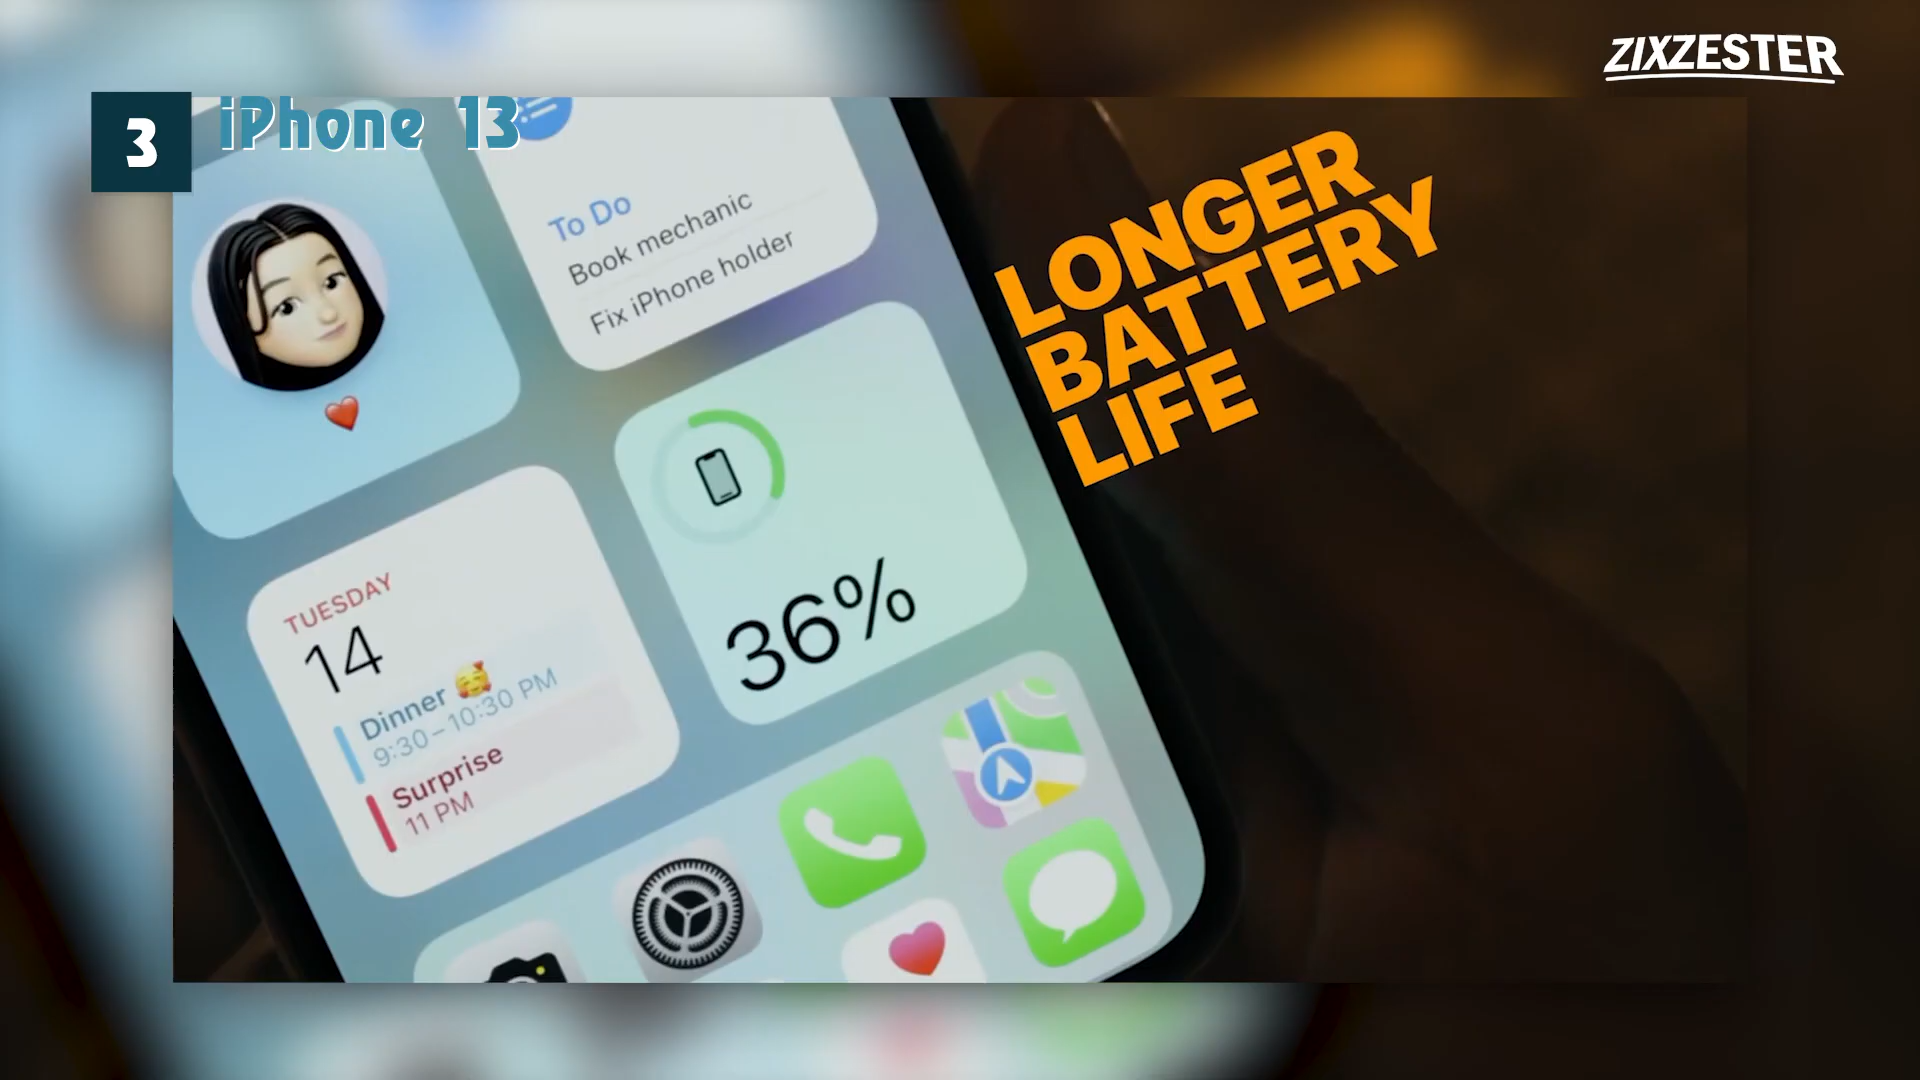 ZIXZESTER
3
iPhone 13
LONGER
BATTERY
LIFE
To Do
Book mechanic
Fix iPhone holder
36%
TUESDAY
14
Dinner 🥰
9:30–10:30 PM
Surprise
11 PM